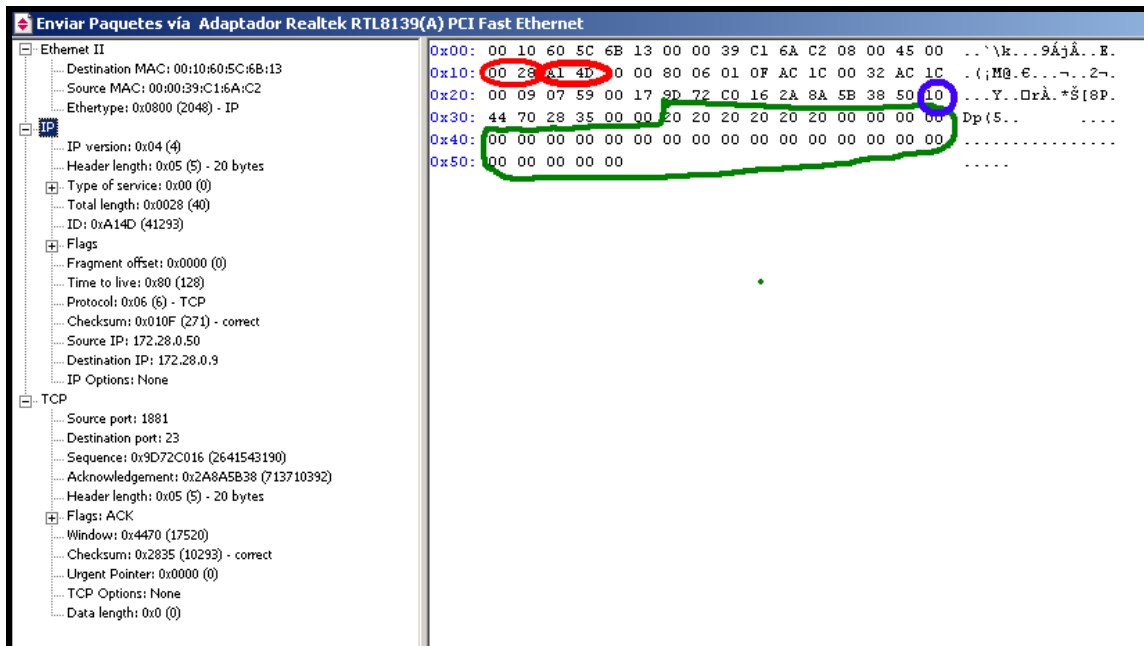 Enviar Paquetes vía Adaptador Realtek RTL8139(A) PCI Fast Ethernet
Ethernet II
Destination MAC: 00:10:60:5C:6B:13
Source MAC: 00:00:39:C1:6A:C2
Ethertype: 0x0800 (2048) - IP
IP
IP version: 0x04 (4)
Header length: 0x05 (5) - 20 bytes
Type of service: 0x00 (0)
Total length: 0x0028 (40)
ID: 0xA14D (41293)
Flags
Fragment offset: 0x0000 (0)
Time to live: 0x80 (128)
Protocol: 0x06 (6) - TCP
Checksum: 0x010F (271) - correct
Source IP: 172.28.0.50
Destination IP: 172.28.0.9
IP Options: None
TCP
Source port: 1881
Destination port: 23
Sequence: 0x9D72C016 (2641543190)
Acknowledgement: 0x2A8A5B38 (713710392)
Header length: 0x05 (5) - 20 bytes
Flags: ACK
Window: 0x4470 (17520)
Checksum: 0x2835 (10293) - correct
Urgent Pointer: 0x0000 (0)
TCP Options: None
Data length: 0x0 (0)
0x00: 00 10 60 5C 6B 13 00 00 39 C1 6A C2 08 00 45 00 ..`\k...9ÁjÂ..E.
0x10: 00 28 A1 4D 00 80 06 01 0F AC 1C 00 32 AC 1C .(¡M@.€...¬..2¬.
0x20: 00 09 07 59 00 17 9D 72 C0 16 2A 8A 5B 38 50 10 ...Y..□rÀ.*Š[8P.
0x30: 44 70 28 35 00 00 20 20 20 20 20 20 00 00 00 00 Dp(5.. ....
0x40: 00 00 00 00 00 00 00 00 00 00 00 00 00 00 00 00 ................
0x50: 00 00 00 00 00 .....